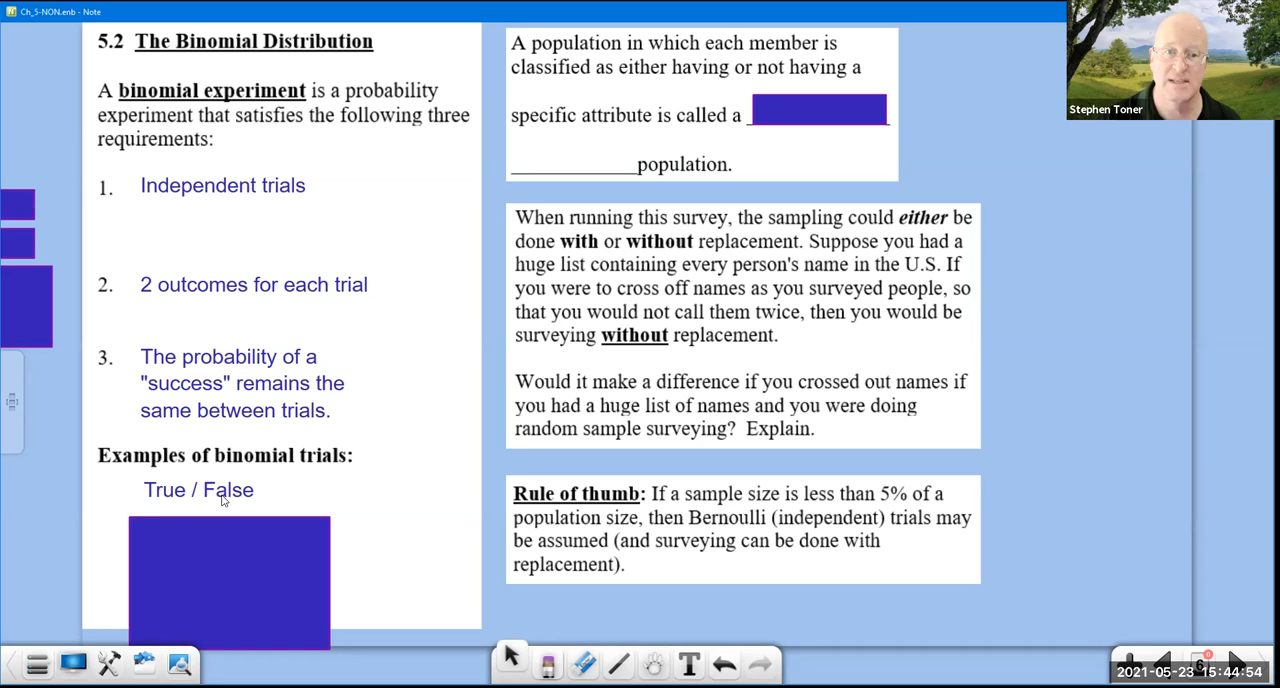 Ch_5-NON.enb - Note
5.2 The Binomial Distribution
A binomial experiment is a probability
experiment that satisfies the following three
requirements:
1. Independent trials
2. 2 outcomes for each trial
3. The probability of a
"success" remains the
same between trials.
Examples of binomial trials:
True / False
A population in which each member is
classified as either having or not having a
specific attribute is called a
____________population.
When running this survey, the sampling could either be
done with or without replacement. Suppose you had a
huge list containing every person's name in the U.S. If
you were to cross off names as you surveyed people, so
that you would not call them twice, then you would be
surveying without replacement.
Would it make a difference if you crossed out names if
you had a huge list of names and you were doing
random sample surveying? Explain.
Rule of thumb: If a sample size is less than 5% of a
population size, then Bernoulli (independent) trials may
be assumed (and surveying can be done with
replacement).
Stephen Toner
T
6
2021-05-23 15:44:54